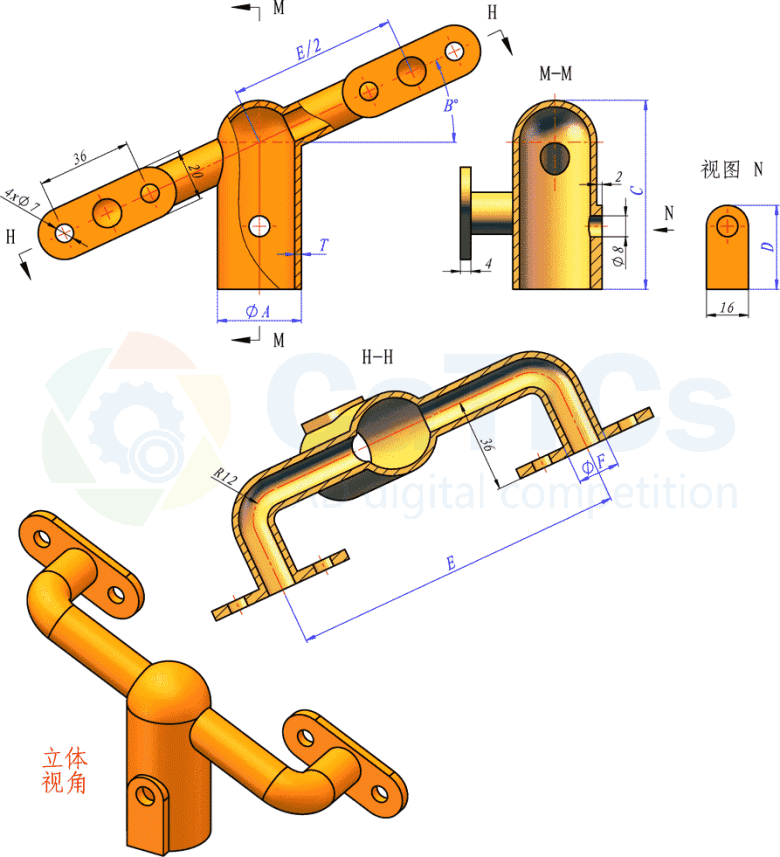 M
H
E/2
M-M
B°
36
20
4xΦ7
2
C
视图 N
N
H
T
Φ8
D
4
ΦA
16
M
H-H
CaTICs
3D digital competition
R12
36
ΦF
E
立体
视角